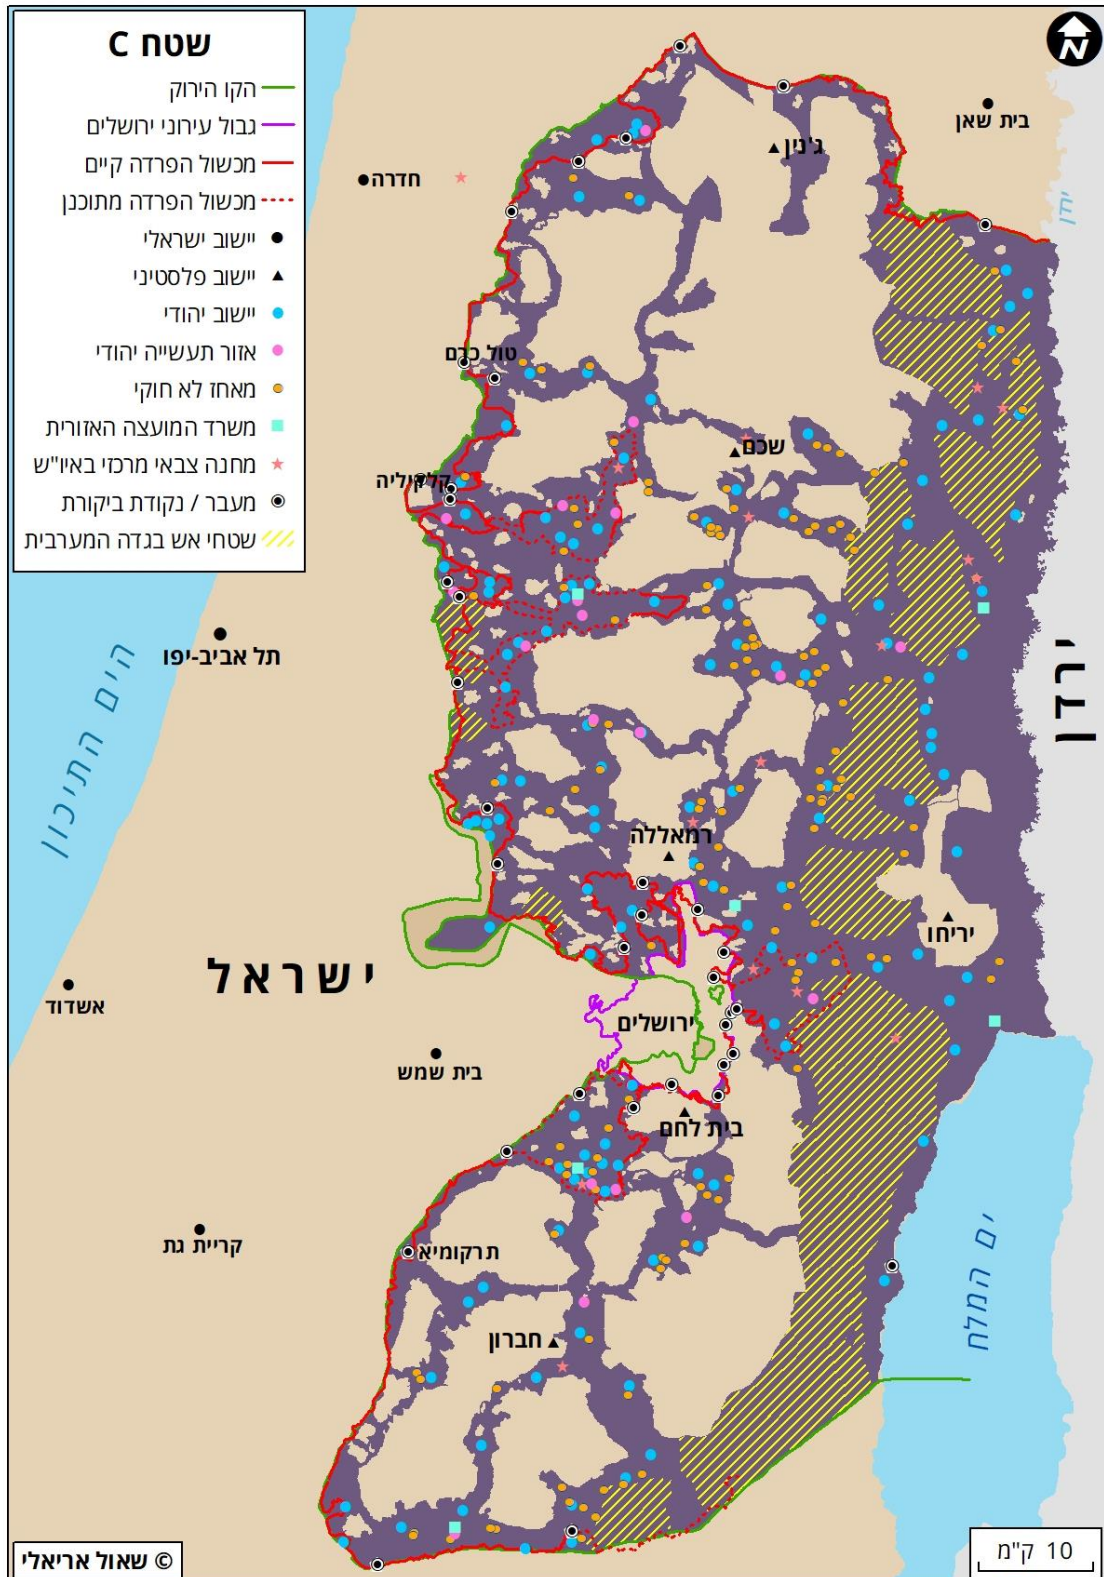 שטח C
הקו הירוק
גבול עירוני ירושלים
מכשול הפרדה קיים
מכשול הפרדה מתוכנן
יישוב ישראלי
יישוב פלסטיני
יישוב יהודי
אזור תעשייה יהודי
מאחז לא חוקי
משרד המועצה האזורית
מחנה צבאי מרכזי באיו"ש
מעבר / נקודת ביקורת
שטחי אש בגדה המערבית
N
בית שאן
ג'נין
חדרה
ירדן
טול כרם
שכם
קלקיליה
תל אביב-יפו
הים התיכון
ירדן
רמאללה
יריחו
ישראל
אשדוד
ירושלים
בית שמש
בית לחם
קריית גת
תרקומיא
ים המלח
חברון
10 ק"מ
© שאול אריאלי